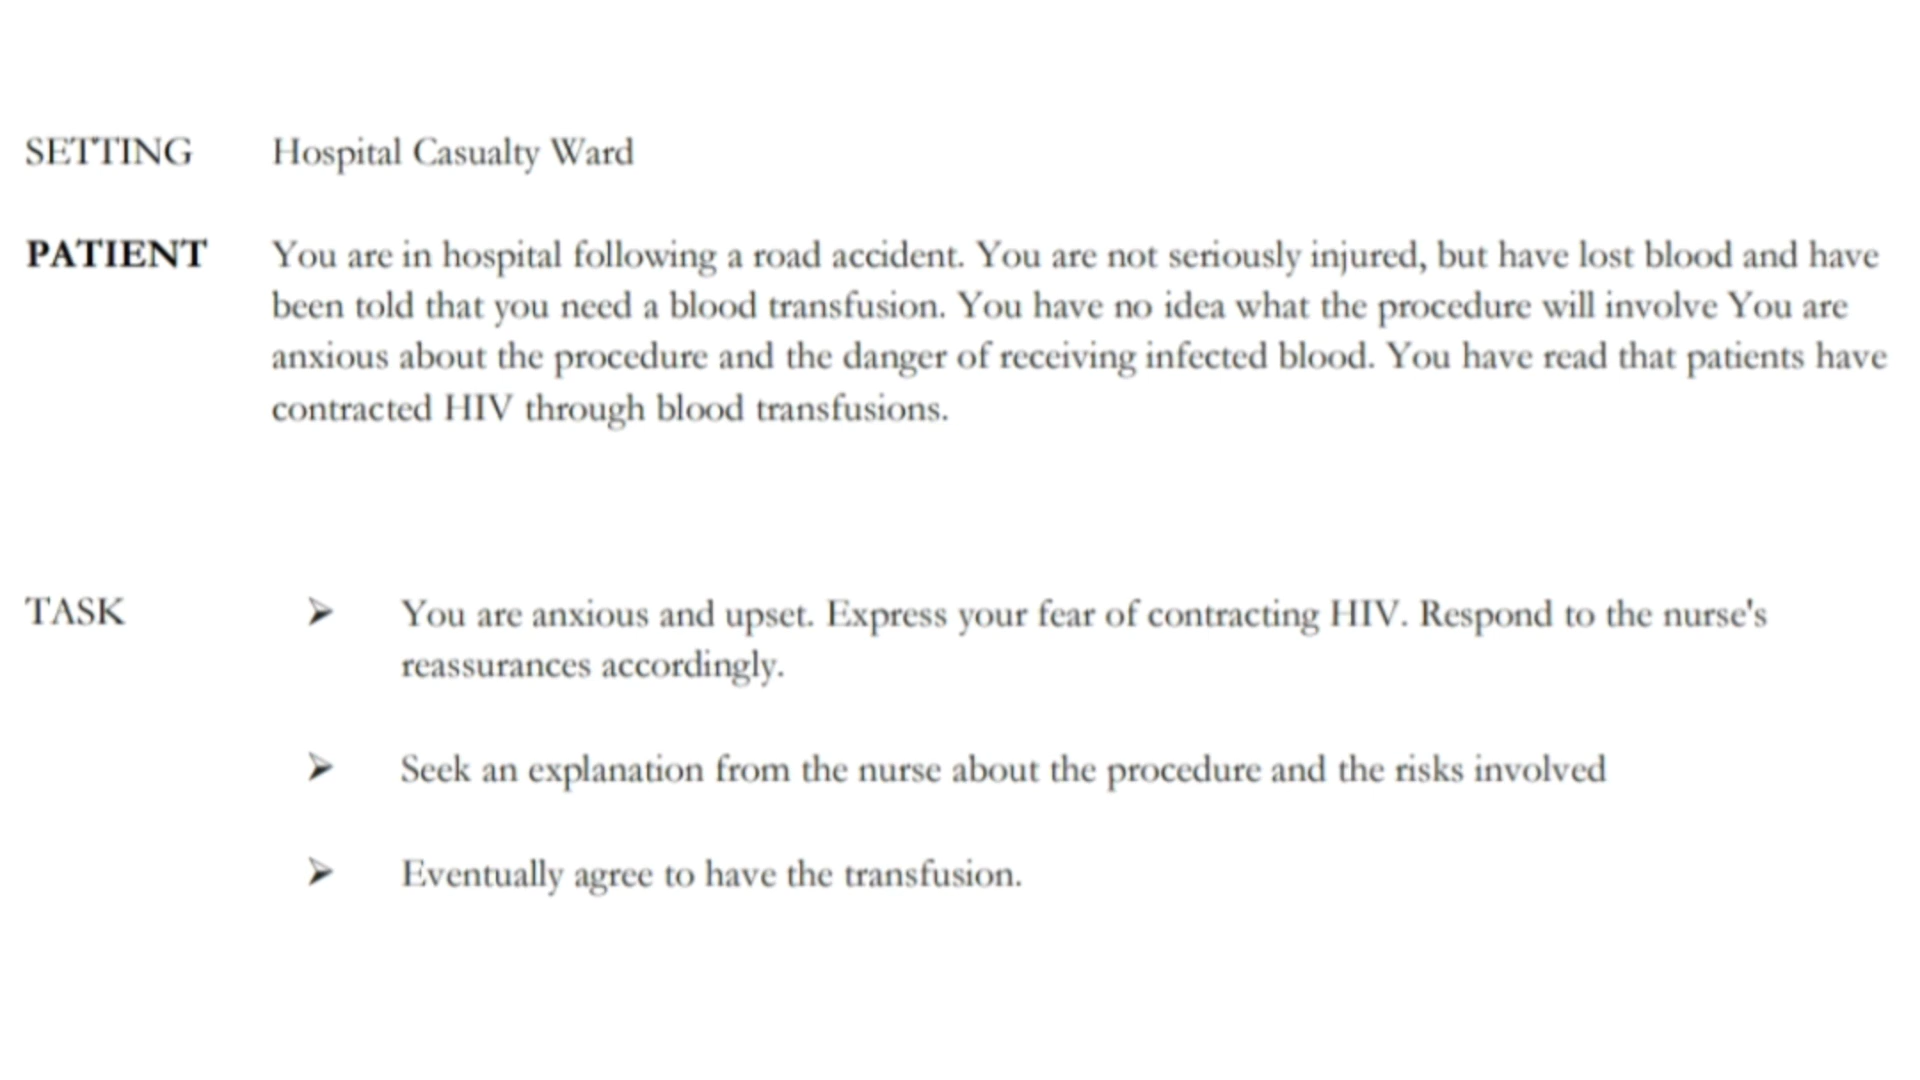 SETTING Hospital Casualty Ward
PATIENT You are in hospital following a road accident. You are not seriously injured, but have lost blood and have
been told that you need a blood transfusion. You have no idea what the procedure will involve You are
anxious about the procedure and the danger of receiving infected blood. You have read that patients have
contracted HIV through blood transfusions.
TASK ➤ You are anxious and upset. Express your fear of contracting HIV. Respond to the nurse's
reassurances accordingly.
➤ Seek an explanation from the nurse about the procedure and the risks involved
➤ Eventually agree to have the transfusion.